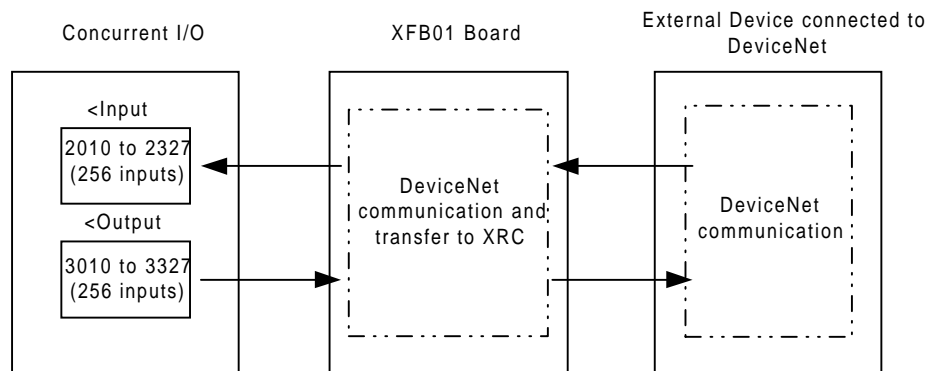 Concurrent I/O
<Input
2010 to 2327
(256 inputs)
<Output
3010 to 3327
(256 inputs)
XFB01 Board
DeviceNet
communication and
transfer to XRC
External Device connected to
DeviceNet
DeviceNet
communication